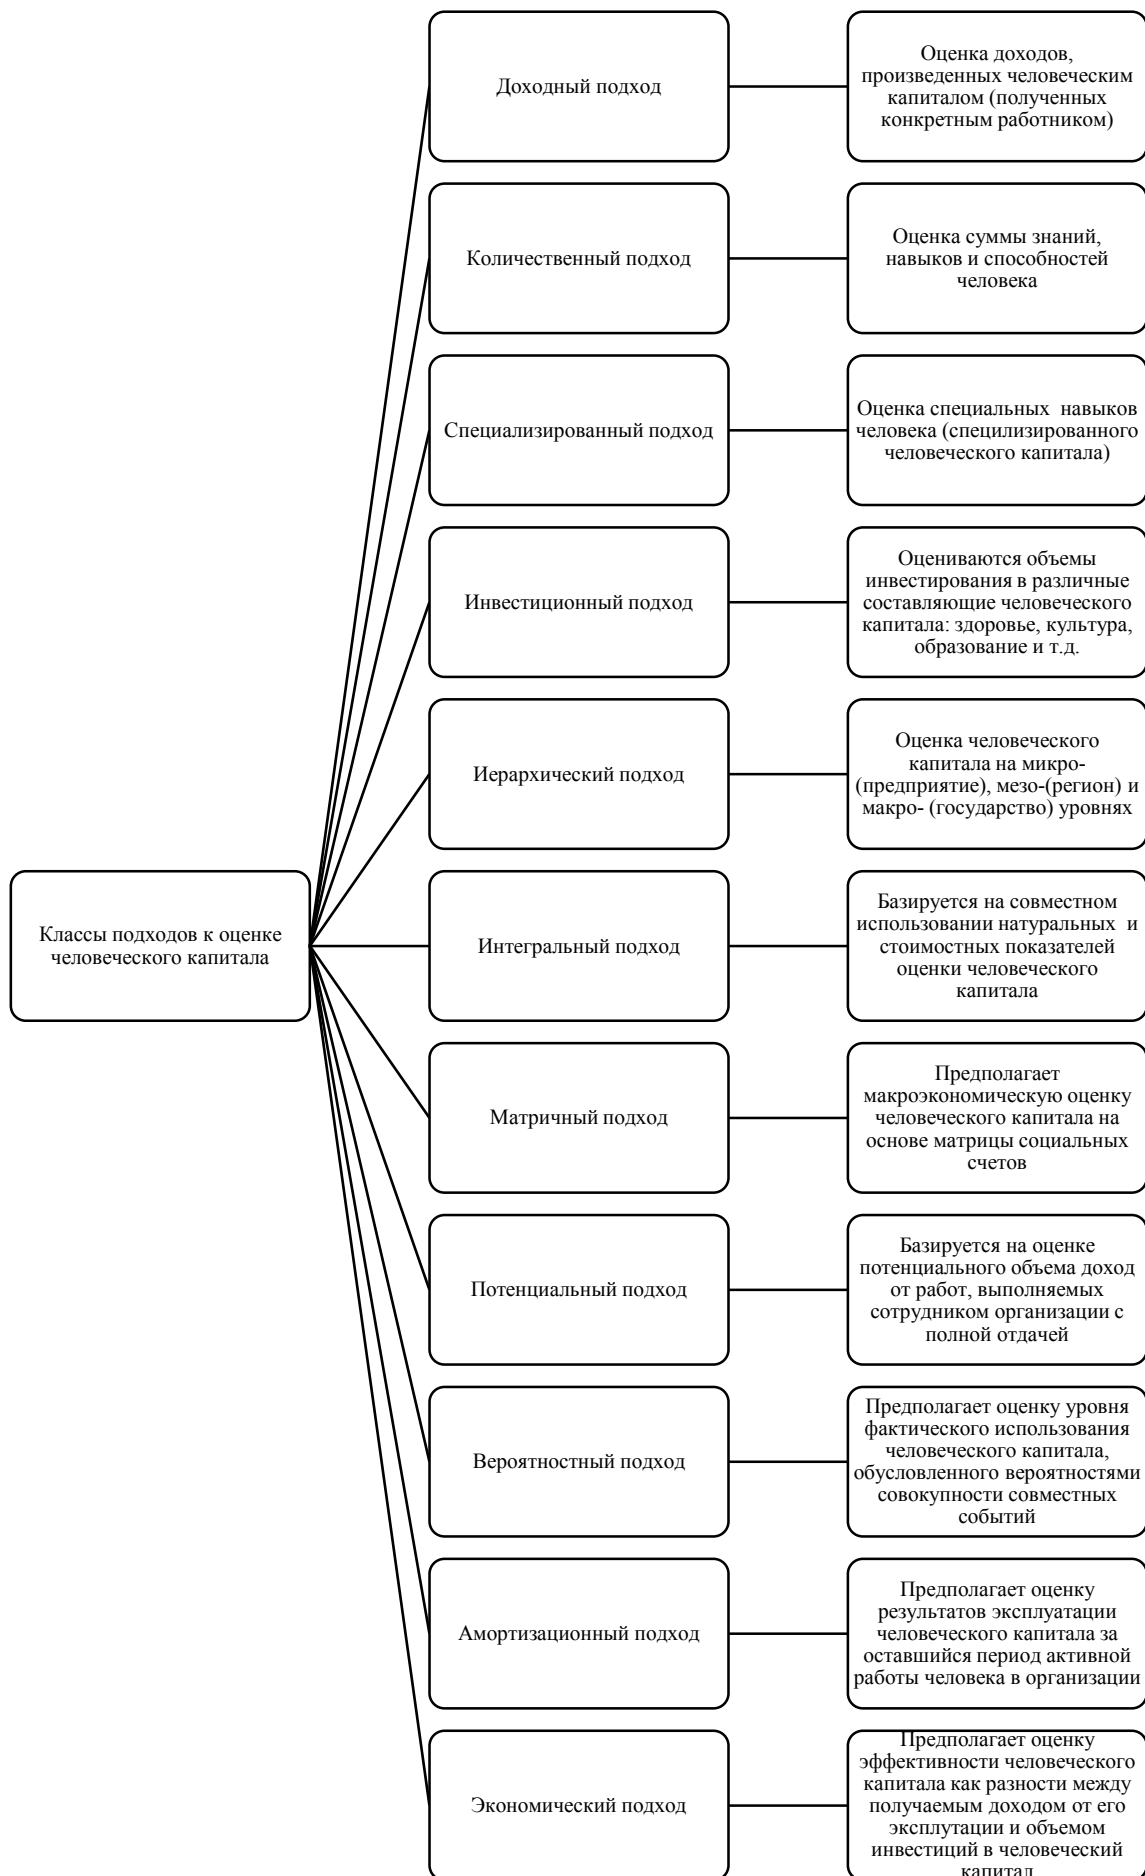 Доходный подход
Оценка доходов,
произведенных человеческим
капиталом (полученных
конкретным работником)
Количественный подход
Оценка суммы знаний,
навыков и способностей
человека
Специализированный подход
Оценка специальных навыков
человека (специлизированного
человеческого капитала)
Инвестиционный подход
Оцениваются объемы
инвестирования в различные
составляющие человеческого
капитала: здоровье, культура,
образование и т.д.
Иерархический подход
Оценка человеческого
капитала на микро-
(предприятие), мезо-(регион) и
макро- (государство) уровнях
Классы подходов к оценке
человеческого капитала
Интегральный подход
Базируется на совместном
использовании натуральных и
стоимостных показателей
оценки человеческого
капитала
Матричный подход
Предполагает
макроэкономическую оценку
человеческого капитала на
основе матрицы социальных
счетов
Потенциальный подход
Базируется на оценке
потенциального объема доход
от работ, выполняемых
сотрудником организации с
полной отдачей
Вероятностный подход
Предполагает оценку уровня
фактического использования
человеческого капитала,
обусловленного вероятностями
совокупности совместных
событий
Амортизационный подход
Предполагает оценку
результатов эксплуатации
человеческого капитала за
оставшийся период активной
работы человека в организации
Экономический подход
Предполагает оценку
эффективности человеческого
капитала как разности между
получаемым доходом от его
эксплутации и объемом
инвестиций в человеческий
капитал